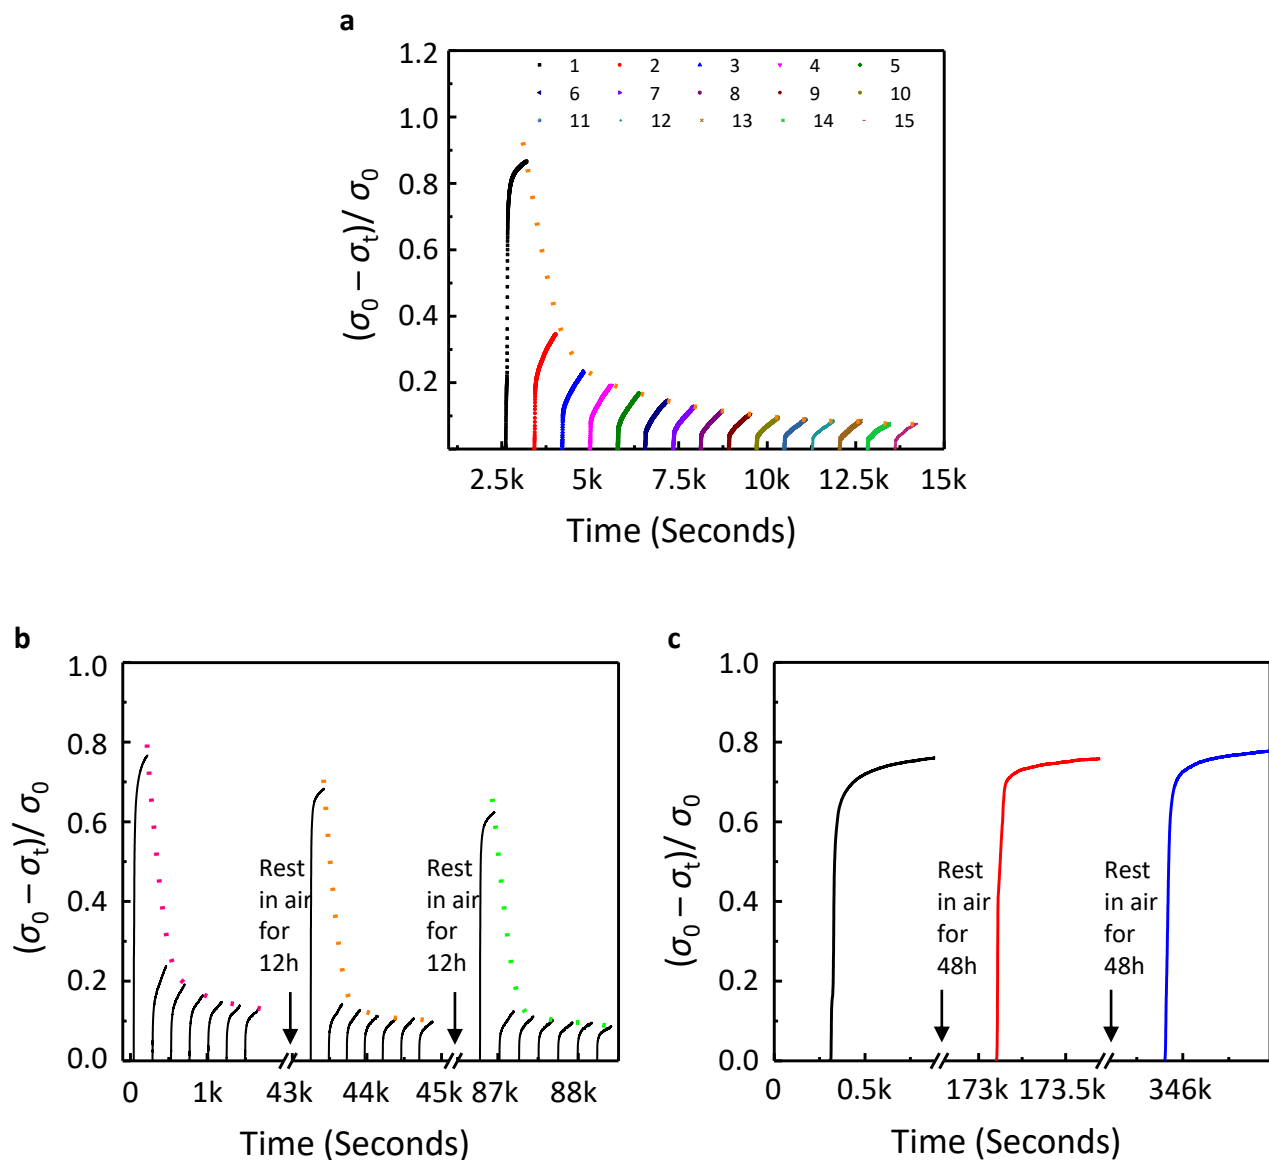 a
1.2
1.0
0.8
0.6
0.4
0.2
(σ0 – σt)/ σ0
1 2 3 4 5
6 7 8 9 10
11 12 13 14 15
2.5k 5k 7.5k 10k 12.5k 15k
Time (Seconds)
b
1.0
0.8
0.6
0.4
0.2
0.0
(σ0 – σt)/ σ0
Rest
in air
for
12h
Rest
in air
for
12h
0 1k 43k 44k 45k 87k 88k
Time (Seconds)
c
1.0
0.8
0.6
0.4
0.2
0.0
(σ0 – σt)/ σ0
Rest
in air
for
48h
Rest
in air
for
48h
0 0.5k 173k 173.5k 346k
Time (Seconds)